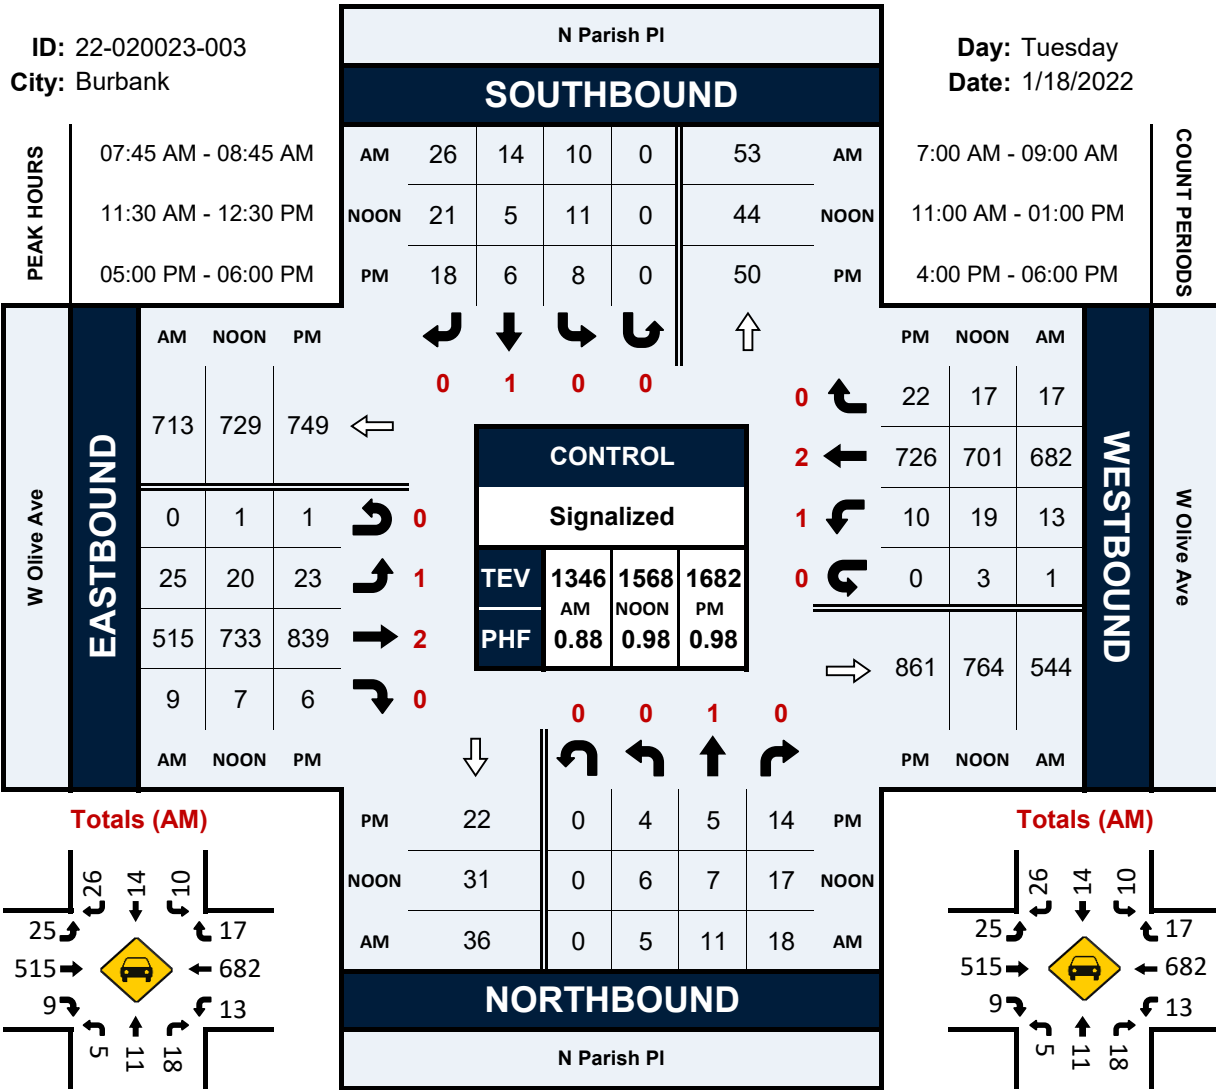 N Parish Pl
ID: 22-020023-003
City: Burbank
Day: Tuesday
Date: 1/18/2022
SOUTHBOUND
PEAK HOURS
07:45 AM - 08:45 AM
11:30 AM - 12:30 PM
05:00 PM - 06:00 PM
AM 26 14 10 0 53 AM
NOON 21 5 11 0 44 NOON
PM 18 6 8 0 50 PM
7:00 AM - 09:00 AM
11:00 AM - 01:00 PM
4:00 PM - 06:00 PM
COUNT PERIODS
0 1 0 0
W Olive Ave
EASTBOUND
AM NOON PM
713 729 749
0 1 1 0
25 20 23 1
515 733 839 2
9 7 6 0
AM NOON PM
CONTROL
Signalized
TEV 1346 1568 1682
AM NOON PM
PHF 0.88 0.98 0.98
PM NOON AM
0 22 17 17
2 726 701 682
1 10 19 13
0 0 3 1
861 764 544
PM NOON AM
WESTBOUND
W Olive Ave
0 0 1 0
PM 22 0 4 5 14 PM
NOON 31 0 6 7 17 NOON
AM 36 0 5 11 18 AM
NORTHBOUND
N Parish Pl
Totals (AM)
26 14 10
25 17
515 682
9 13
5 11 18
Totals (AM)
26 14 10
25 17
515 682
9 13
5 11 18